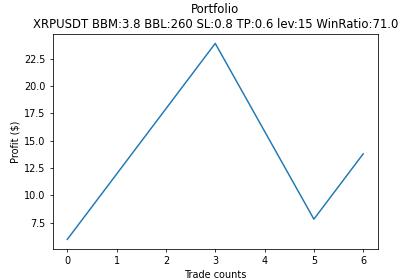 Portfolio
XRPUSDT BBM:3.8 BBL:260 SL:0.8 TP:0.6 lev:15 WinRatio:71.0
22.5
20.0
17.5
15.0
12.5
10.0
7.5
Profit ($)
0 1 2 3 4 5 6
Trade counts